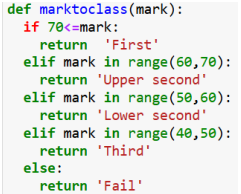 def marktoclass(mark):
  if 70<=mark:
    return  'First'
  elif mark in range(60,70):
    return 'Upper second'
  elif mark in range(50,60):
    return 'Lower second'
  elif mark in range(40,50):
    return 'Third'
  else:
    return 'Fail'